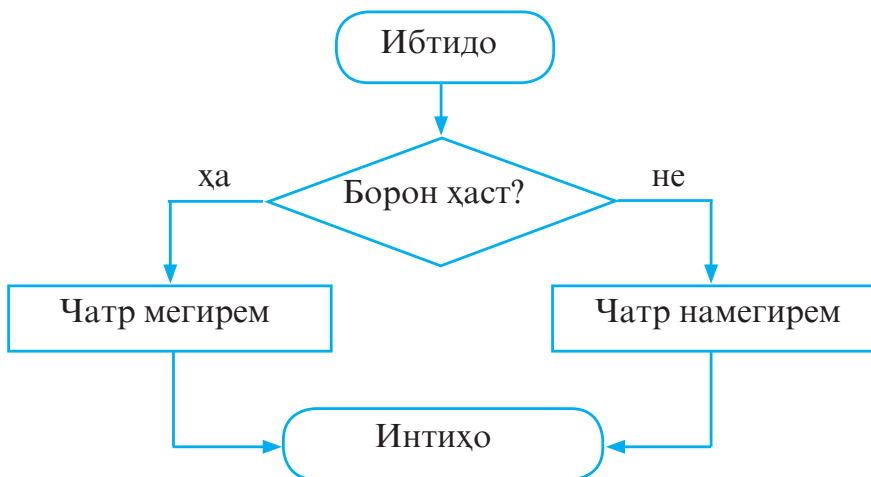 Ибтидо
ҳа
Борон ҳаст?
не
Чатр мегирем
Чатр намегирем
Интиҳо